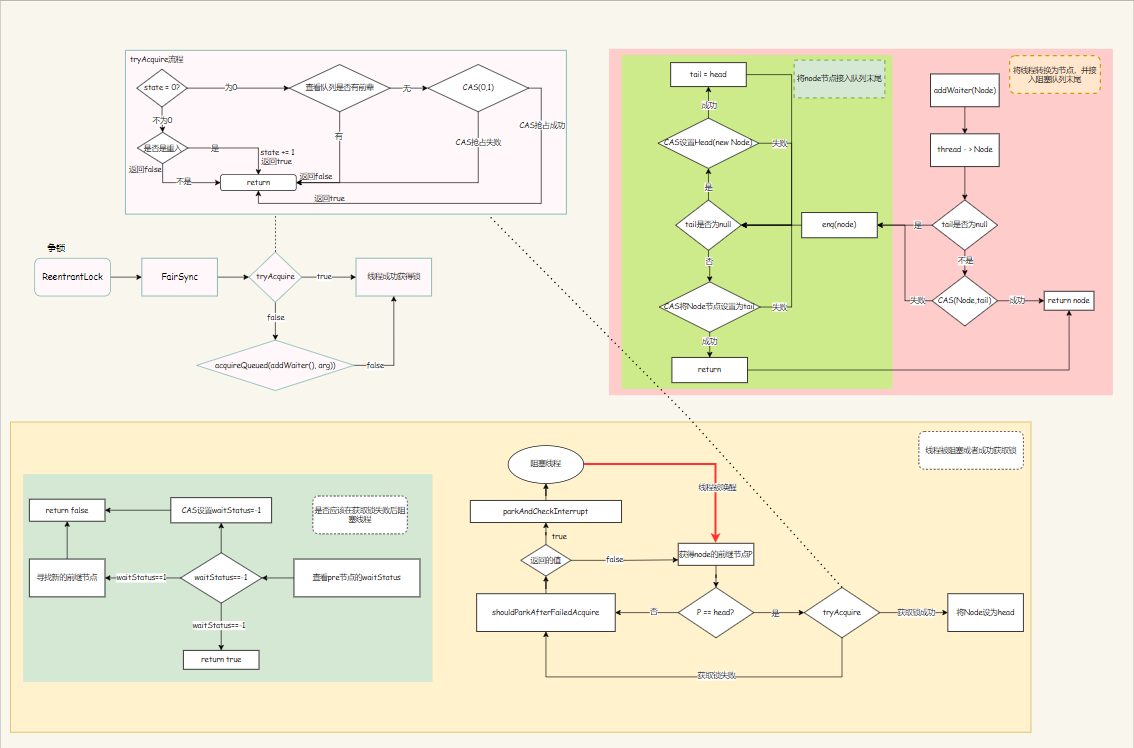 tryAcquire流程
state = 0?
为0
查看队列是否有前辈
无
CAS(0,1)
不为0
有
CAS抢占成功
CAS抢占失败
是否是重入
是
state += 1
返回true
返回false
不是
return
返回false
返回true
争锁
ReentrantLock
FairSync
tryAcquire
true
线程成功获得锁
false
acquireQueued(addWaiter(), arg))
false
tail = head
将node节点接入队列末尾
成功
CAS设置Head(new Node)
失败
是
tail是否为null
enq(node)
否
CAS将Node节点设置为tail
失败
成功
return
将线程转换为节点，并接
入阻塞队列末尾
addWaiter(Node)
thread -> Node
是
tail是否为null
不是
失败
CAS(Node,tail)
成功
return node
线程被阻塞或者成功获取锁
return false
CAS设置waitStatus=-1
是否应该在获取锁失败后阻
塞线程
寻找新的前继节点
waitStatus==1
waitStatus==-1
查看pre节点的waitStatus
waitStatus==-1
return true
阻塞线程
线程被唤醒
parkAndCheckInterrupt
true
返回的值
false
获得node的前继节点P
shouldParkAfterFailedAcquire
否
P == head?
是
tryAcquire
获取锁成功
将Node设为head
获取锁失败